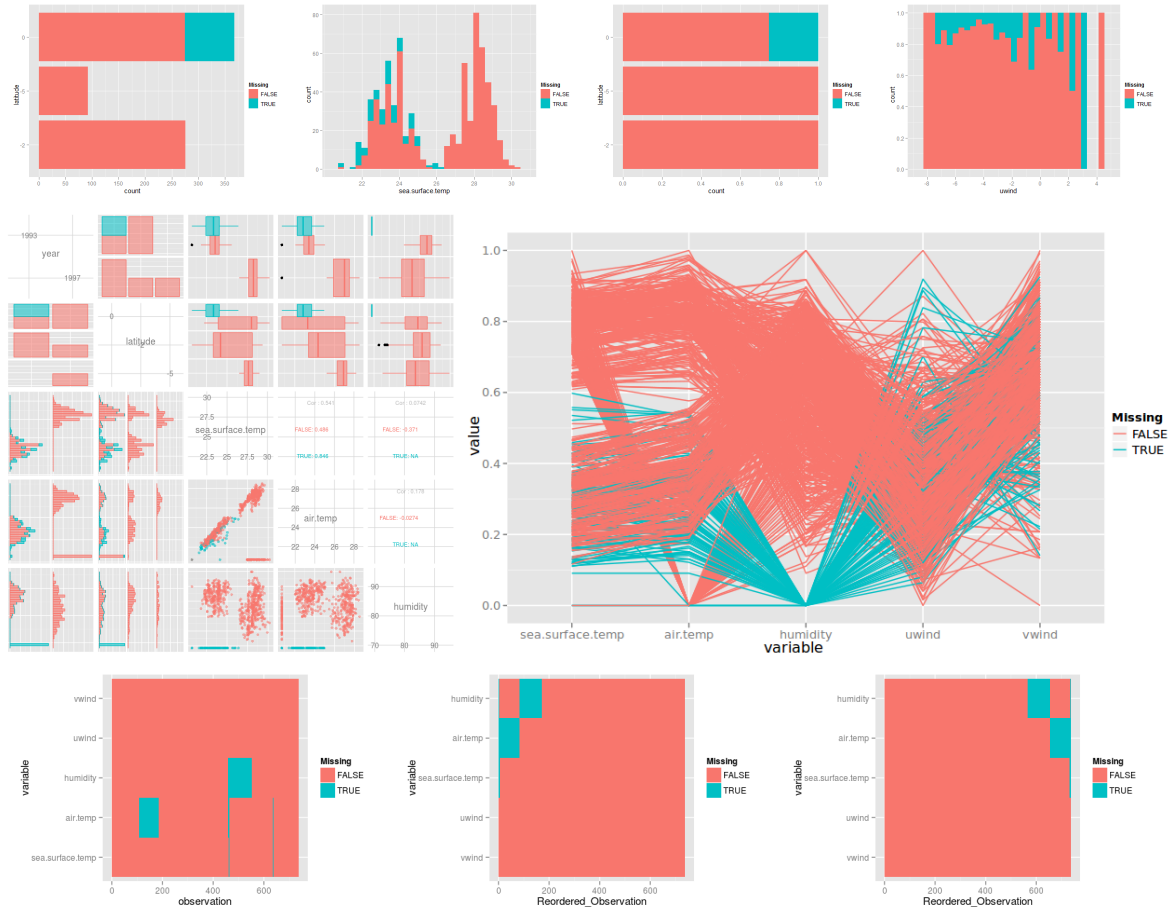 latitude
0
-5
-2
0 50 100 150 200 250 300 350
count
Missing
FALSE
TRUE
count
80
60
40
20
0
22 24 26 28 30
sea.surface.temp
Missing
FALSE
TRUE
latitude
0
-5
-2
0.0 0.2 0.4 0.6 0.8 1.0
count
Missing
FALSE
TRUE
count
1.0
0.8
0.6
0.4
0.2
0.0
-8 -6 -4 -2 0 2 4
uwind
Missing
FALSE
TRUE
1993
year
1997
0
latitude
-2
-5
30
27.5
sea.surface.temp
25
22.5 25 27.5 30
Cor : 0.541
FALSE: 0.486
TRUE: 0.846
Cor : 0.0742
FALSE: -0.371
TRUE: NA
28
26
air.temp
24
22 24 26 28
Cor : 0.178
FALSE: -0.0274
TRUE: NA
90
humidity
80
70 80 90
value
1.0
0.8
0.6
0.4
0.2
0.0
sea.surface.temp air.temp humidity uwind vwind
variable
Missing
FALSE
TRUE
variable
vwind
uwind
humidity
air.temp
sea.surface.temp
0 200 400 600
observation
Missing
FALSE
TRUE
variable
humidity
air.temp
sea.surface.temp
uwind
vwind
0 200 400 600
Reordered_Observation
Missing
FALSE
TRUE
variable
humidity
air.temp
sea.surface.temp
uwind
vwind
0 200 400 600
Reordered_Observation
Missing
FALSE
TRUE